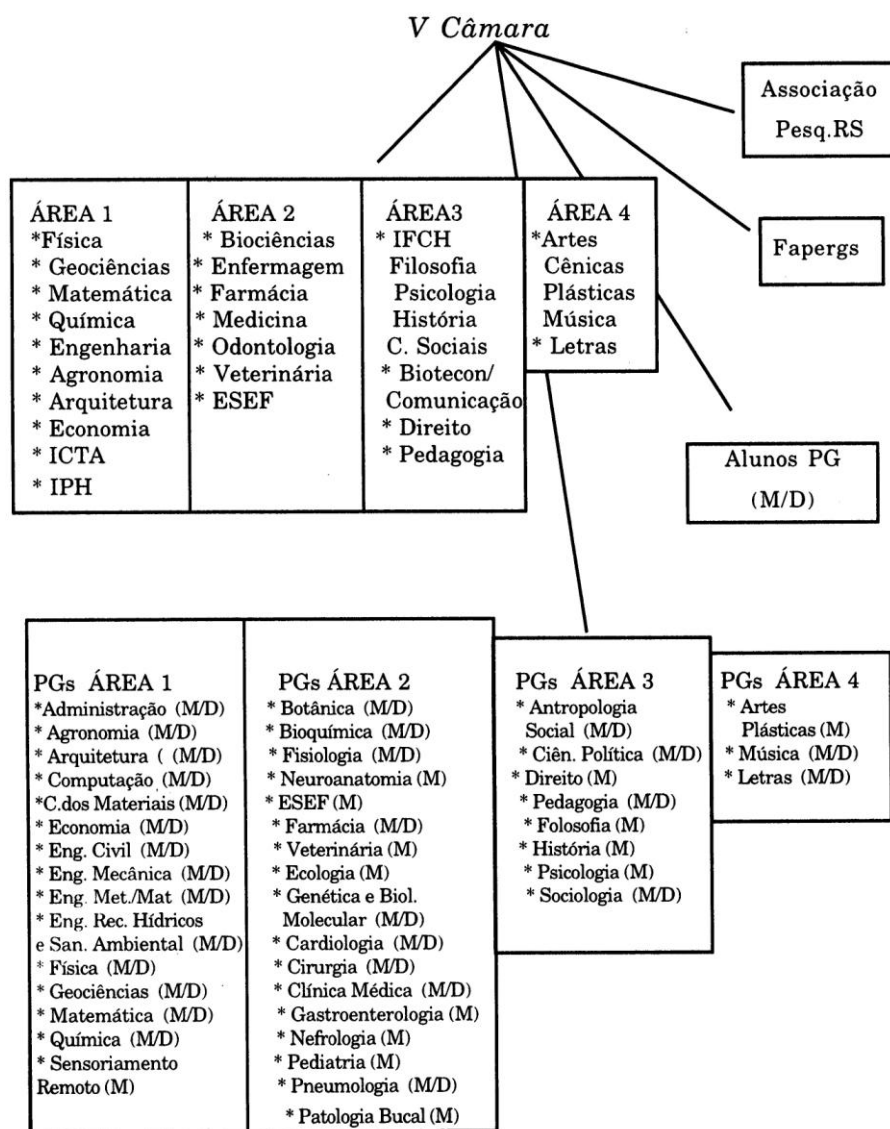 V Câmara
Associação
Pesq.RS
Fapergs
Alunos PG
(M/D)
ÁREA 1
*Física
* Geociências
* Matemática
* Química
* Engenharia
* Agronomia
* Arquitetura
* Economia
* ICTA
* IPH
ÁREA 2
* Biociências
* Enfermagem
* Farmácia
* Medicina
* Odontologia
* Veterinária
* ESEF
ÁREA3
* IFCH
Filosofia
Psicologia
História
C. Sociais
* Biotecon/
Comunicação
* Direito
* Pedagogia
ÁREA 4
*Artes
Cênicas
Plásticas
Música
* Letras
PGs ÁREA 1
*Administração (M/D)
* Agronomia (M/D)
* Arquitetura ( (M/D)
* Computação (M/D)
*C.dos Materiais (M/D)
* Economia (M/D)
* Eng. Civil (M/D)
* Eng. Mecânica (M/D)
* Eng. Met./Mat (M/D)
* Eng. Rec. Hídricos
e San. Ambiental (M/D)
* Física (M/D)
* Geociências (M/D)
* Matemática (M/D)
* Química (M/D)
* Sensoriamento
Remoto (M)
PGs ÁREA 2
* Botânica (M/D)
* Bioquímica (M/D)
* Fisiologia (M/D)
* Neuroanatomia (M)
* ESEF (M)
* Farmácia (M/D)
* Veterinária (M)
* Ecologia (M)
* Genética e Biol.
Molecular (M/D)
* Cardiologia (M/D)
* Cirurgia (M/D)
* Clínica Médica (M/D)
* Gastroenterologia (M)
* Nefrologia (M)
* Pediatria (M)
* Pneumologia (M/D)
* Patologia Bucal (M)
PGs ÁREA 3
* Antropologia
Social (M/D)
* Ciên. Política (M/D)
* Direito (M)
* Pedagogia (M/D)
* Folosofia (M)
* História (M)
* Psicologia (M)
* Sociologia (M/D)
PGs ÁREA 4
* Artes
Plásticas (M)
* Música (M/D)
* Letras (M/D)